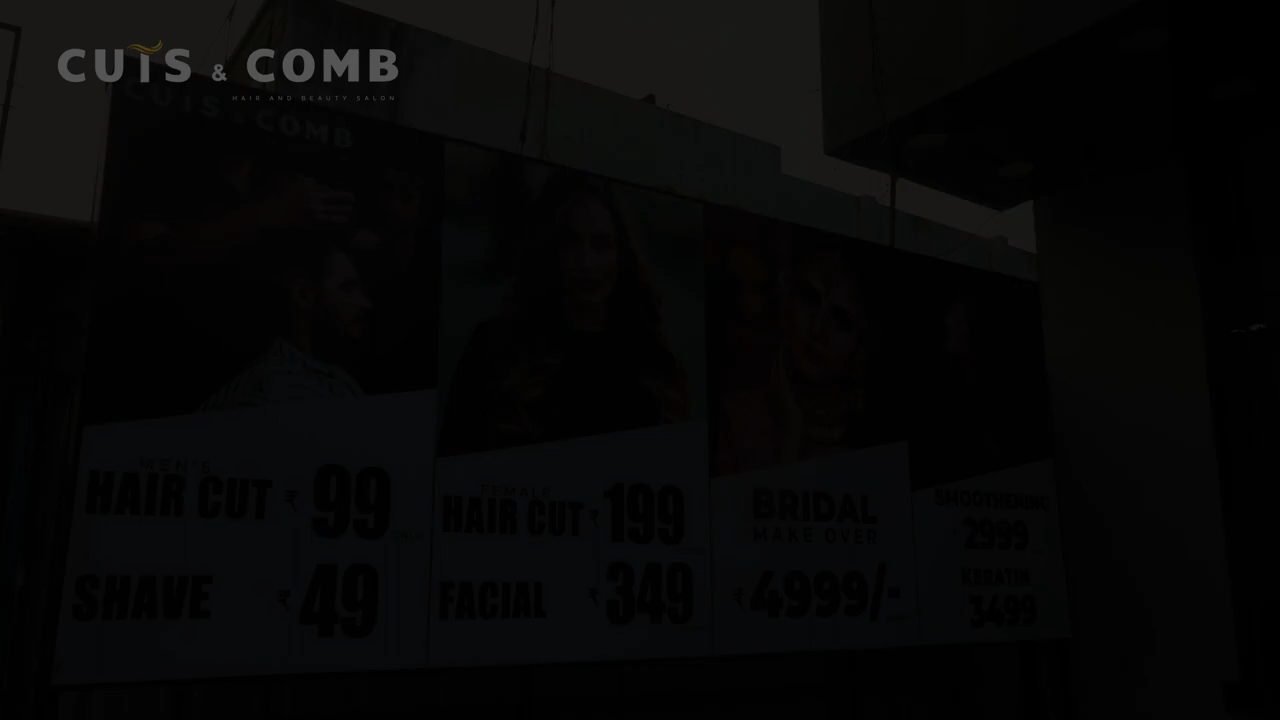 CUTS & COMB
HAIR AND BEAUTY SALON
CUTS & COMB
MEN'S
HAIR CUT ₹ 99
SHAVE ₹ 49
FEMALE
HAIR CUT ₹ 199
FACIAL ₹ 349
BRIDAL
MAKE OVER
₹ 4999/-
SMOOTHENING
2999
KERATIN
3499